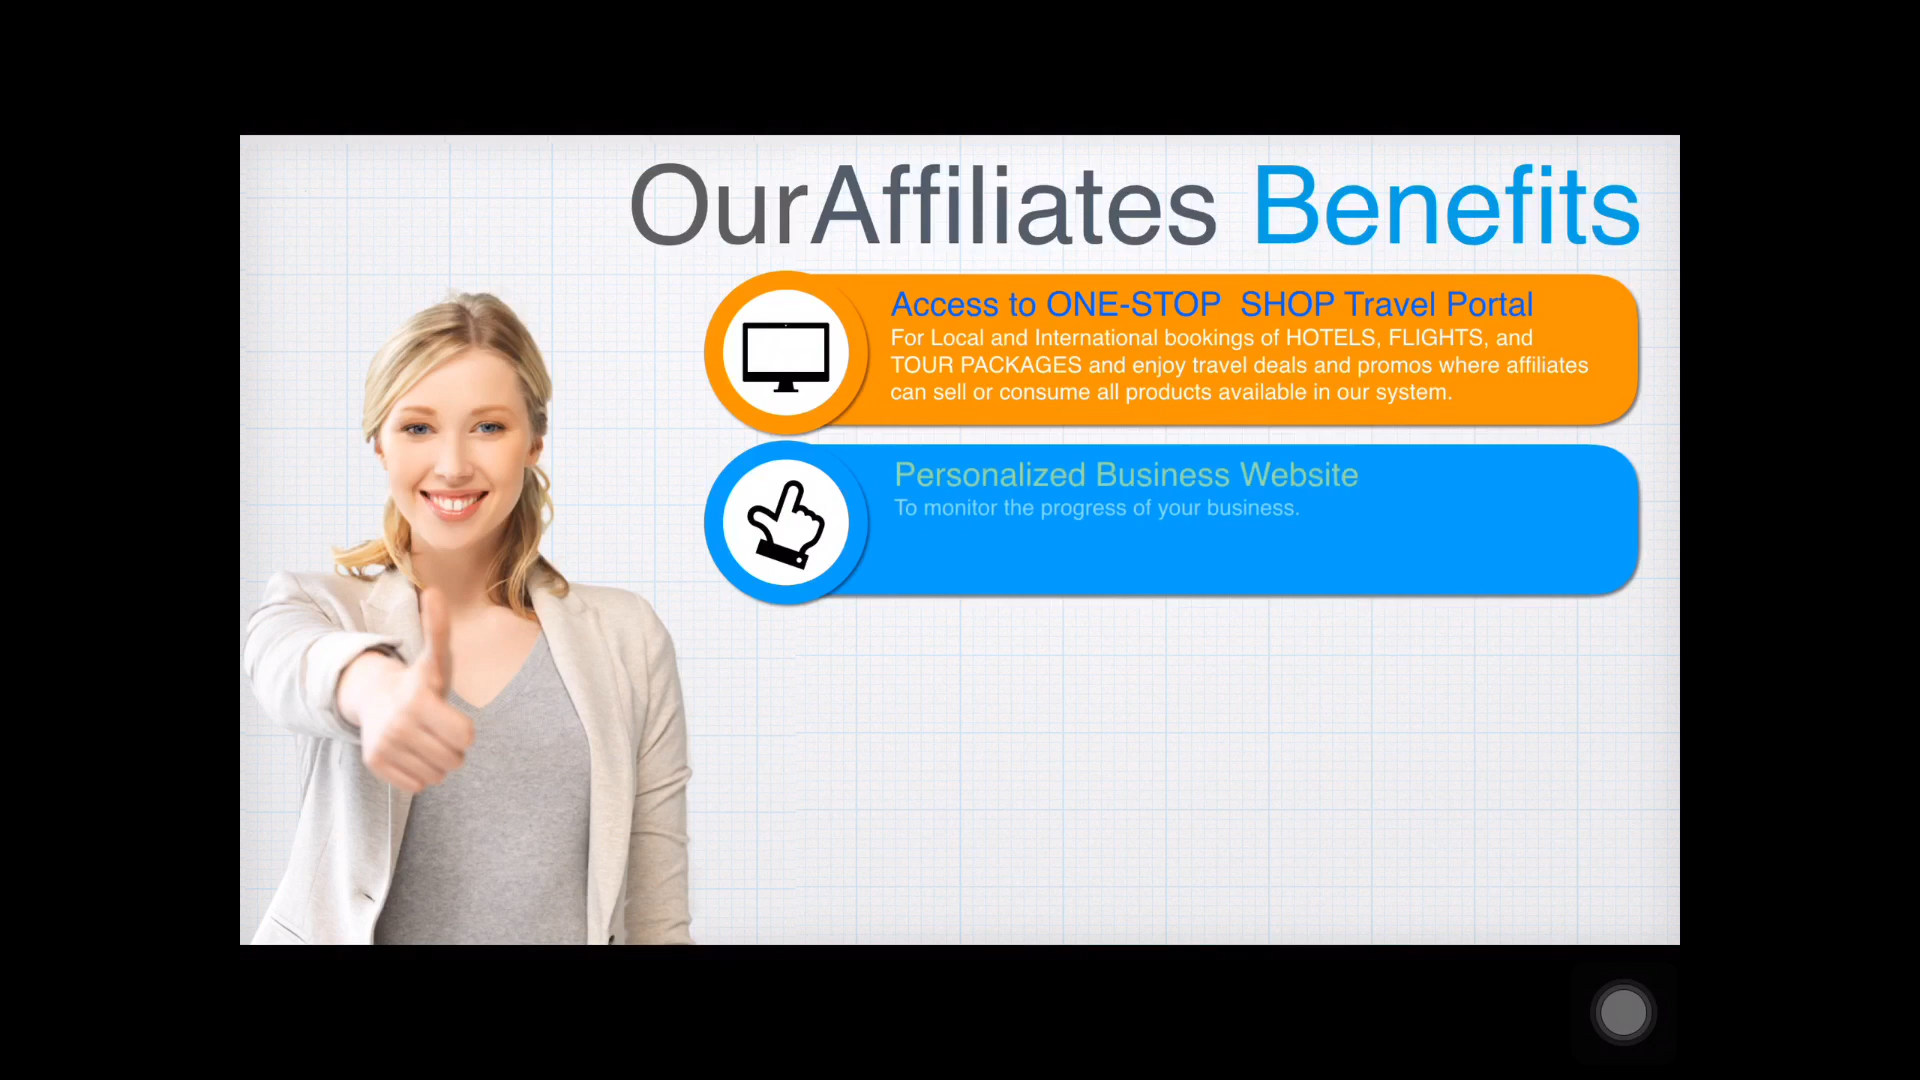 OurAffiliates Benefits
Access to ONE-STOP  SHOP Travel Portal
For Local and International bookings of HOTELS, FLIGHTS, and
TOUR PACKAGES and enjoy travel deals and promos where affiliates
can sell or consume all products available in our system.
Personalized Business Website
To monitor the progress of your business.